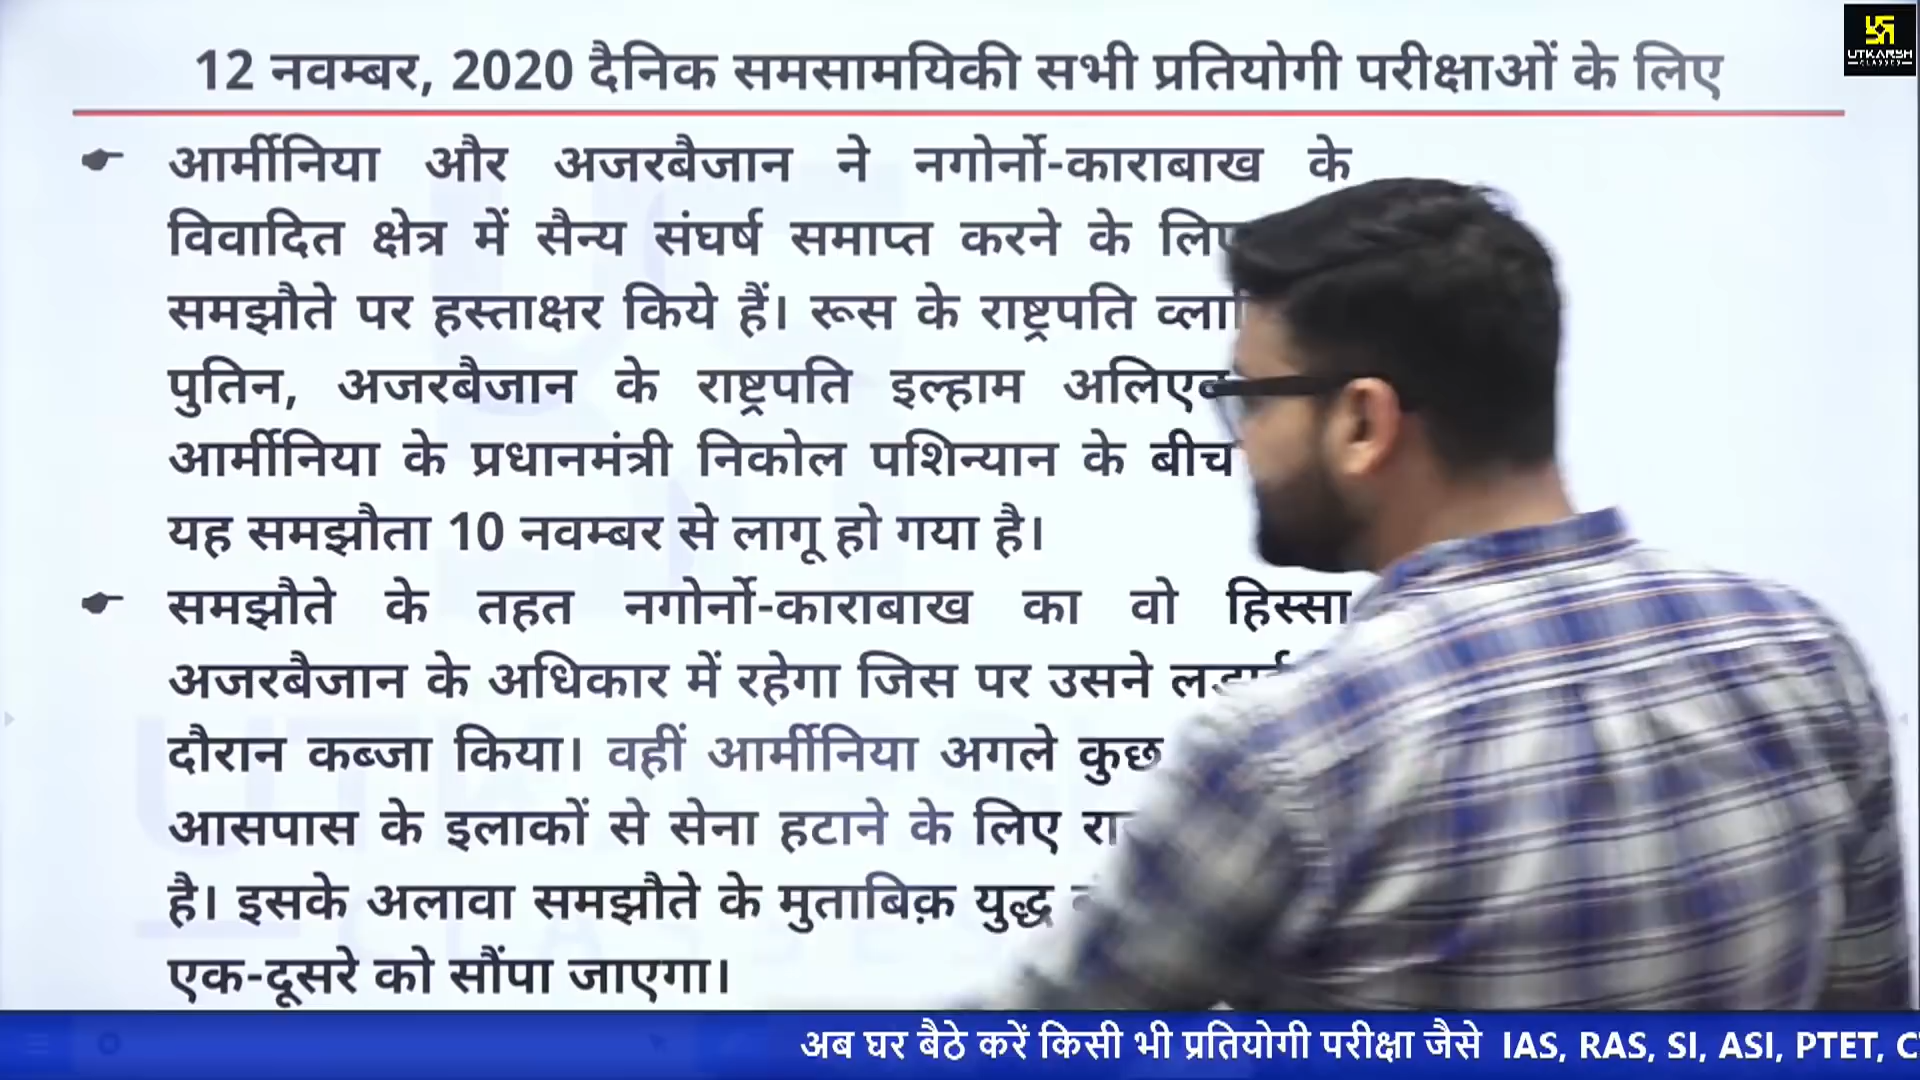 12 नवम्बर, 2020 दैनिक समसामयिकी सभी प्रतियोगी परीक्षाओं के लिए
UTKARSH
CLASSES
आर्मीनिया और अजरबैजान ने नगोर्नो-काराबाख के
विवादित क्षेत्र में सैन्य संघर्ष समाप्त करने के
समझौते पर हस्ताक्षर किये हैं। रूस के राष्ट्रपति
पुतिन, अजरबैजान के राष्ट्रपति इल्हाम
आर्मीनिया के प्रधानमंत्री निकोल पशिन्यान के बीच
यह समझौता 10 नवम्बर से लागू हो गया है।
समझौते के तहत नगोर्नो-काराबाख का वो हिस्सा
अजरबैजान के अधिकार में रहेगा जिस पर उसने
दौरान कब्जा किया। वहीं आर्मीनिया अगले कुछ
आसपास के इलाकों से सेना हटाने के लिए
है। इसके अलावा समझौते के मुताबिक़ युद्ध
एक-दूसरे को सौंपा जाएगा।
अब घर बैठे करें किसी भी प्रतियोगी परीक्षा जैसे IAS, RAS, SI, ASI, PTET,